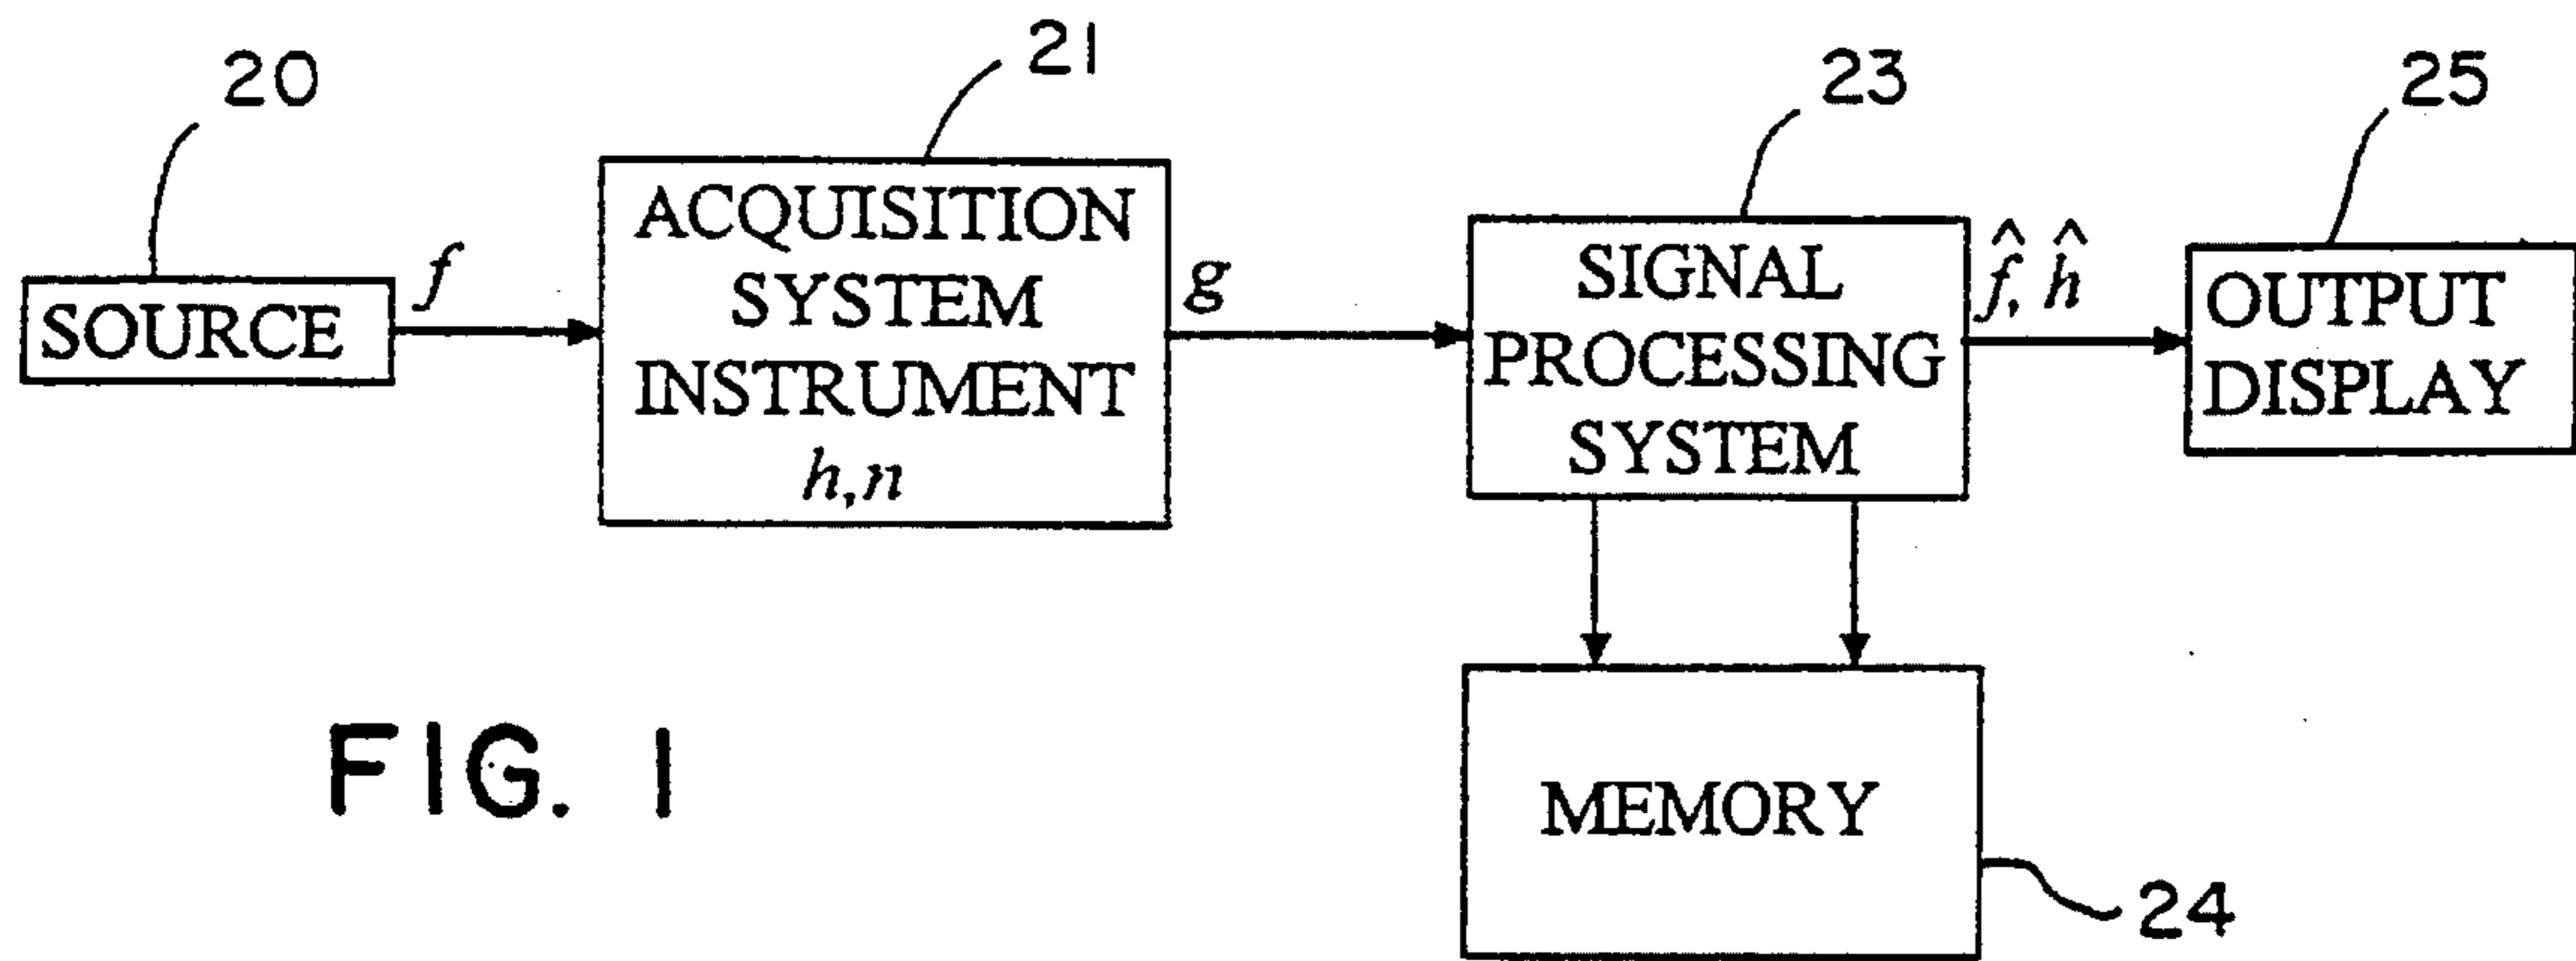 20
21
23
25
SOURCE
f
ACQUISITION
SYSTEM
INSTRUMENT
h,n
g
SIGNAL
PROCESSING
SYSTEM
f̂, ĥ
OUTPUT
DISPLAY
MEMORY
24
FIG. 1